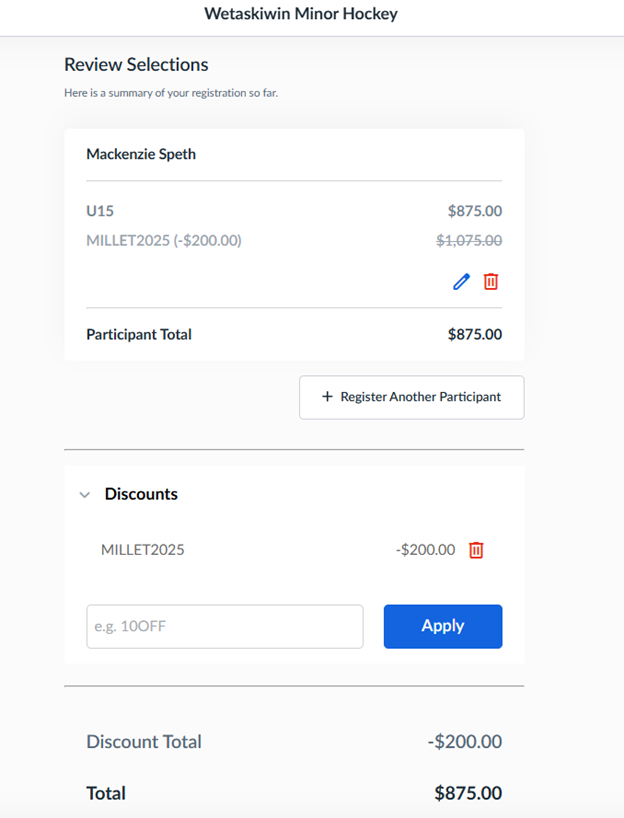 Wetaskiwin Minor Hockey
Review Selections
Here is a summary of your registration so far.
Mackenzie Speth
U15 $875.00
MILLET2025 (-$200.00) $1,075.00
Participant Total $875.00
+ Register Another Participant
Discounts
MILLET2025 -$200.00
e.g. 10OFF Apply
Discount Total -$200.00
Total $875.00